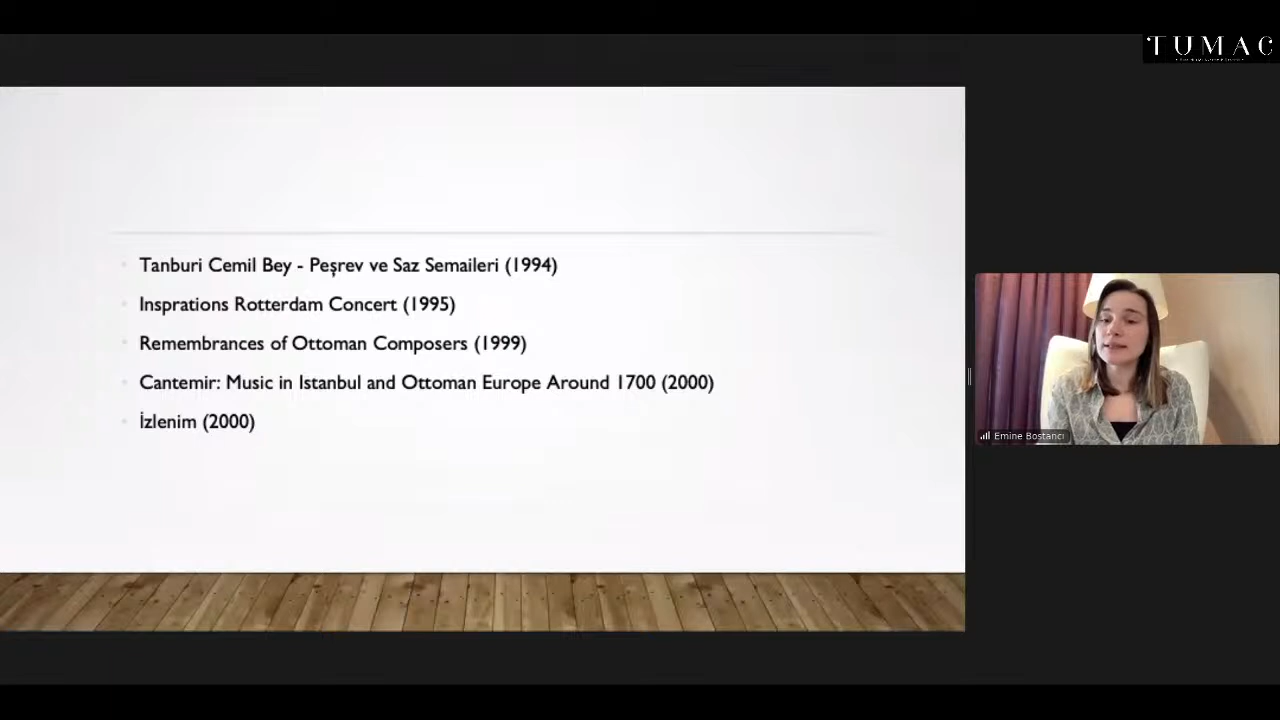 TUMAC
Tanburi Cemil Bey - Peşrev ve Saz Semaileri (1994)
Insprations Rotterdam Concert (1995)
Remembrances of Ottoman Composers (1999)
Cantemir: Music in Istanbul and Ottoman Europe Around 1700 (2000)
İzlenim (2000)
Emine Bostancı